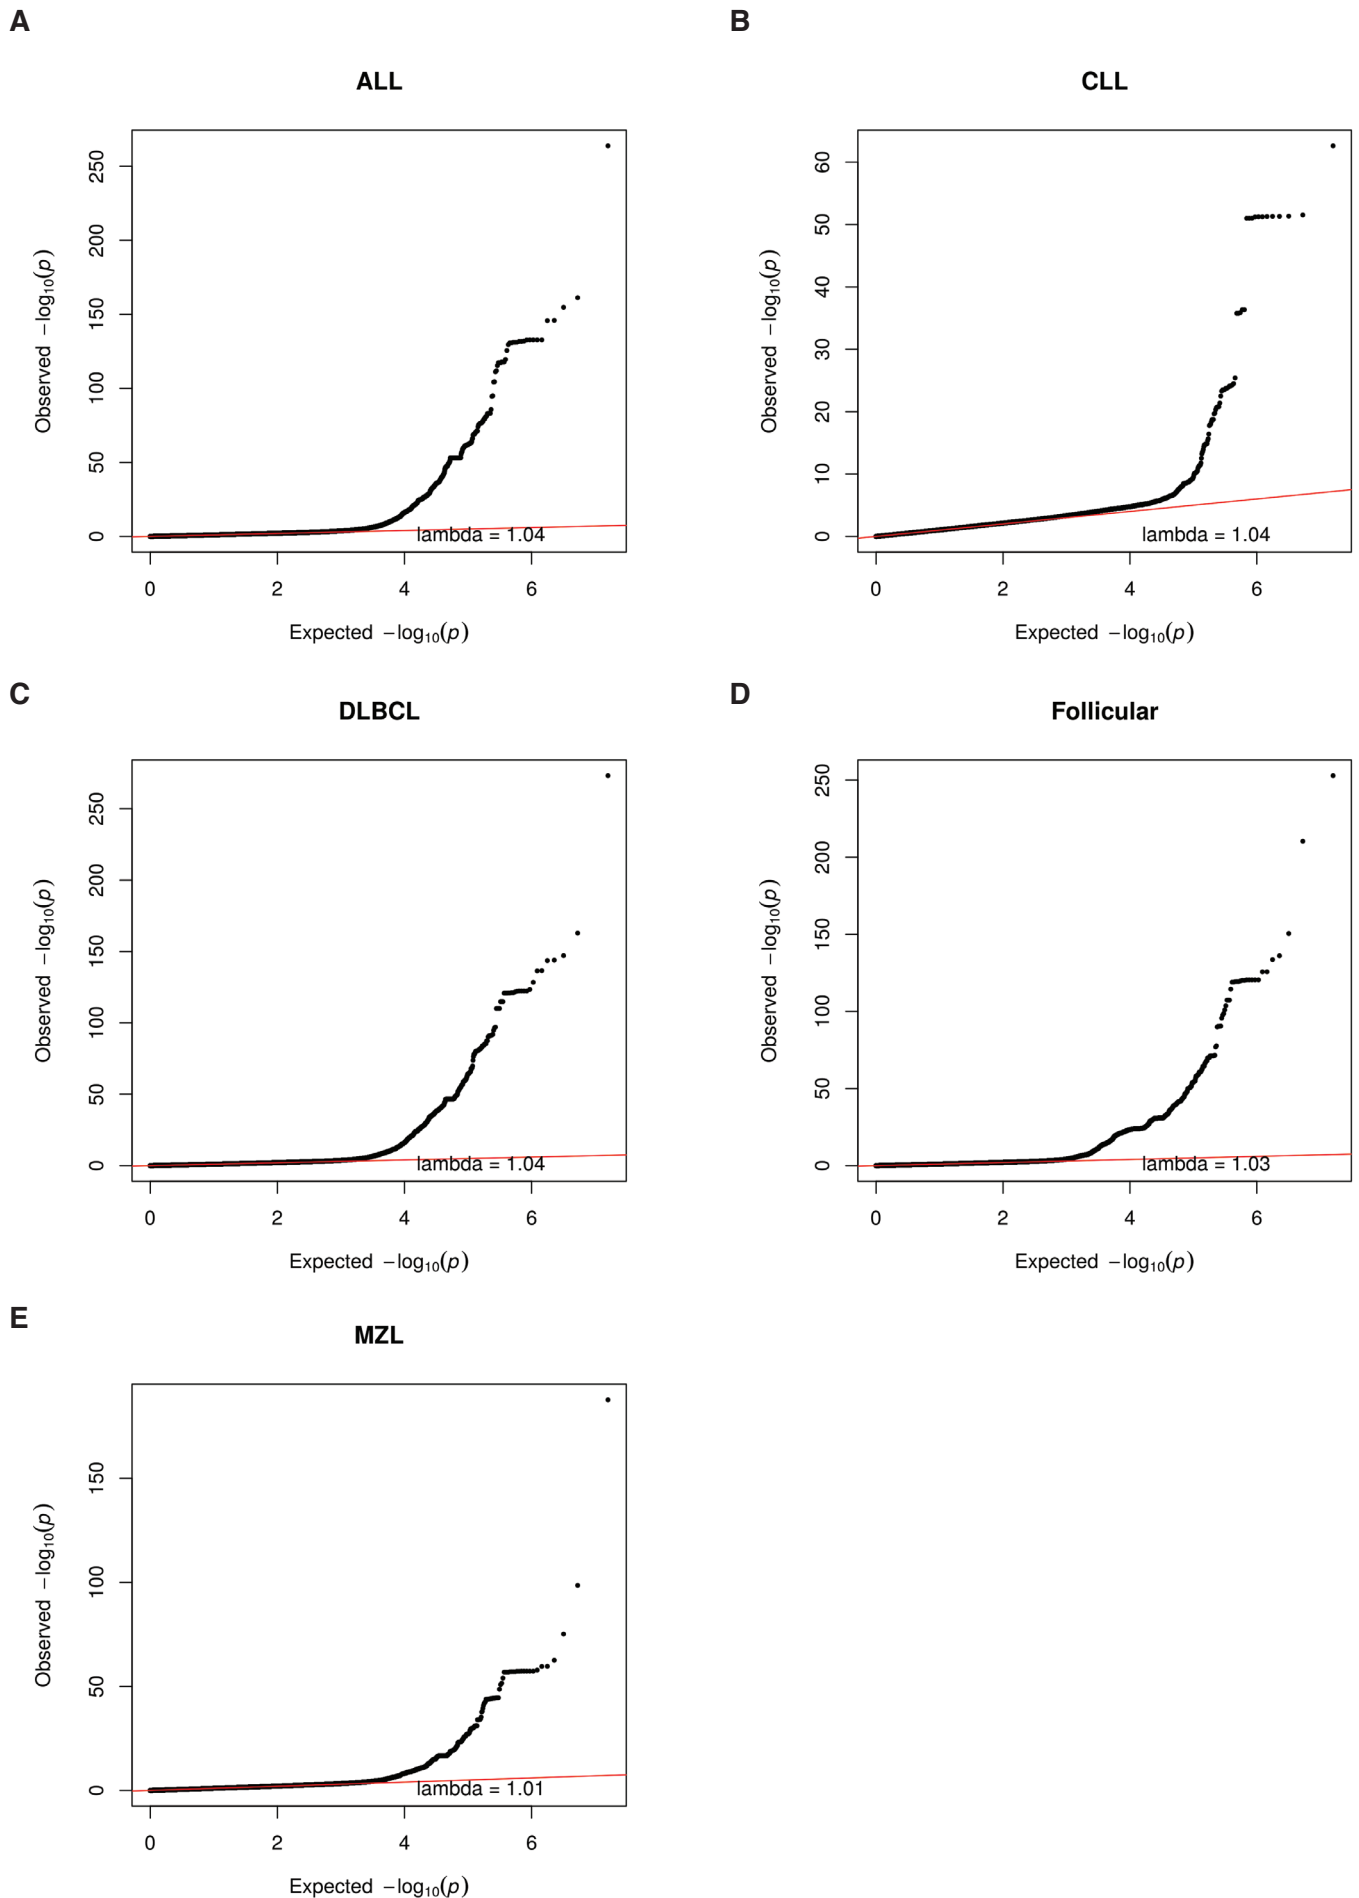 A
B
ALL
CLL
250
200
150
100
50
0
Observed −log10(p)
lambda = 1.04
0 2 4 6
Expected −log10(p)
60
50
40
30
20
10
0
Observed −log10(p)
lambda = 1.04
0 2 4 6
Expected −log10(p)
C
D
DLBCL
Follicular
250
200
150
100
50
0
Observed −log10(p)
lambda = 1.04
0 2 4 6
Expected −log10(p)
250
200
150
100
50
0
Observed −log10(p)
lambda = 1.03
0 2 4 6
Expected −log10(p)
E
MZL
150
100
50
0
Observed −log10(p)
lambda = 1.01
0 2 4 6
Expected −log10(p)